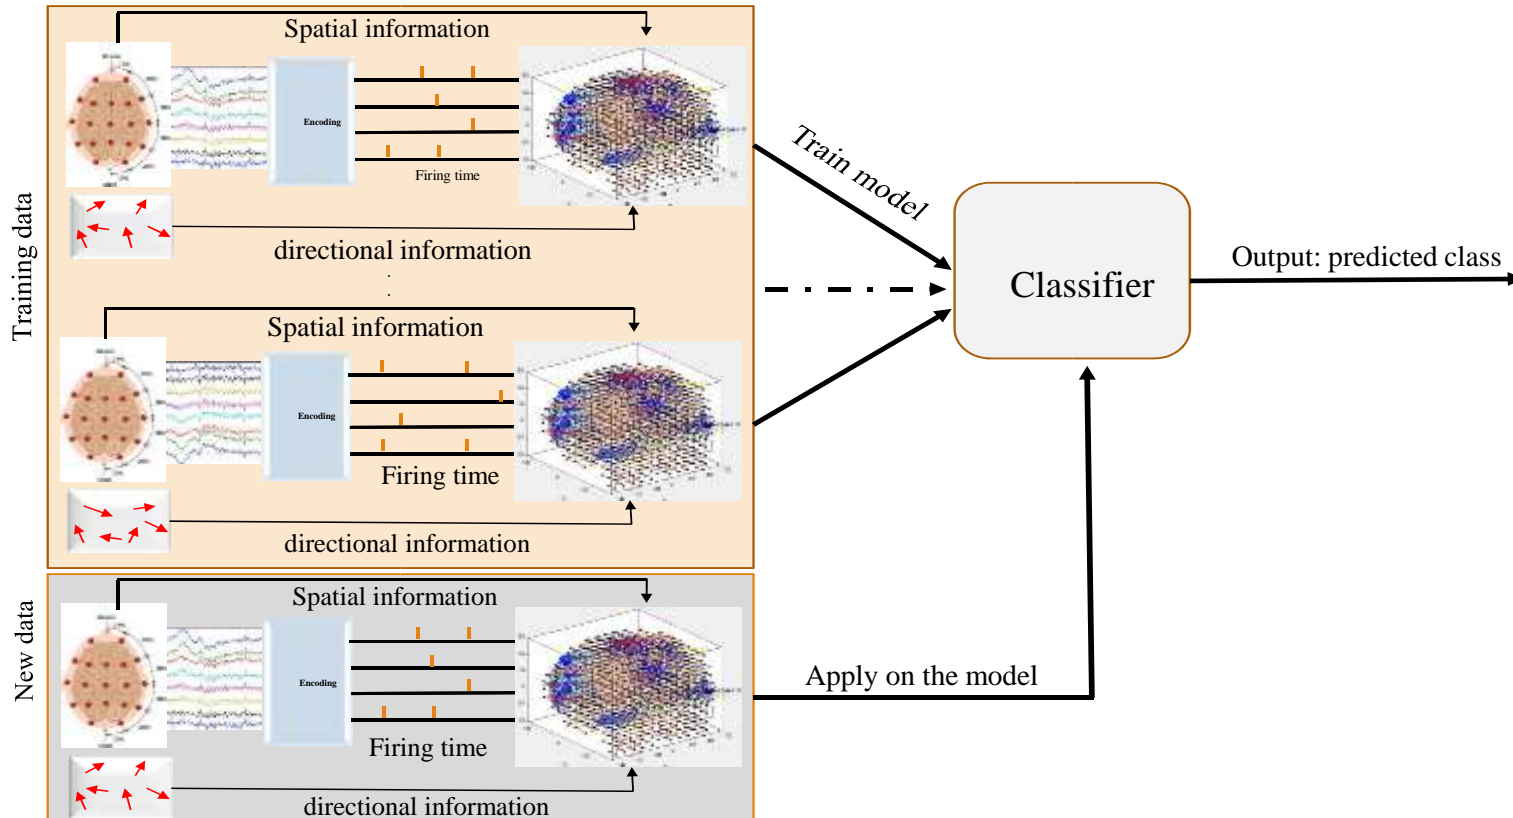 Spatial information
Encoding
Firing time
directional information
Training data
Spatial information
Encoding
Firing time
directional information
Train model
Classifier
Output: predicted class
New data
Spatial information
Encoding
Firing time
directional information
Apply on the model